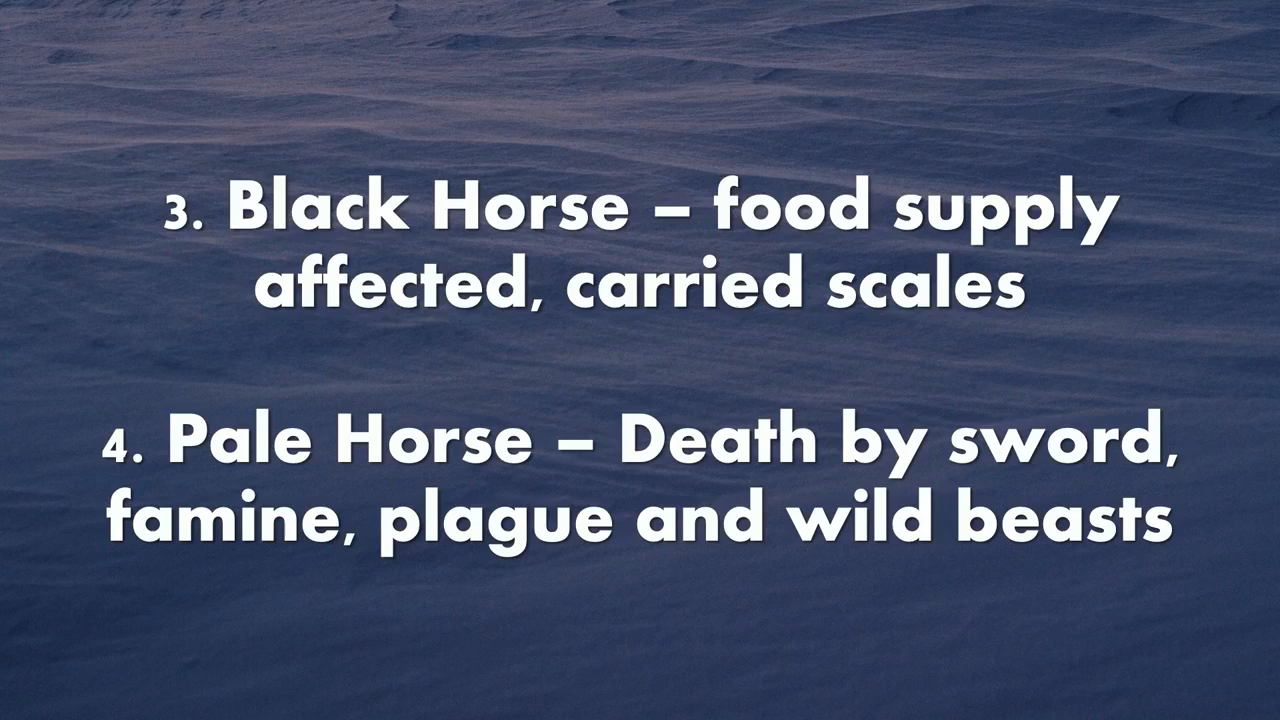 3. Black Horse – food supply
affected, carried scales
4. Pale Horse – Death by sword,
famine, plague and wild beasts